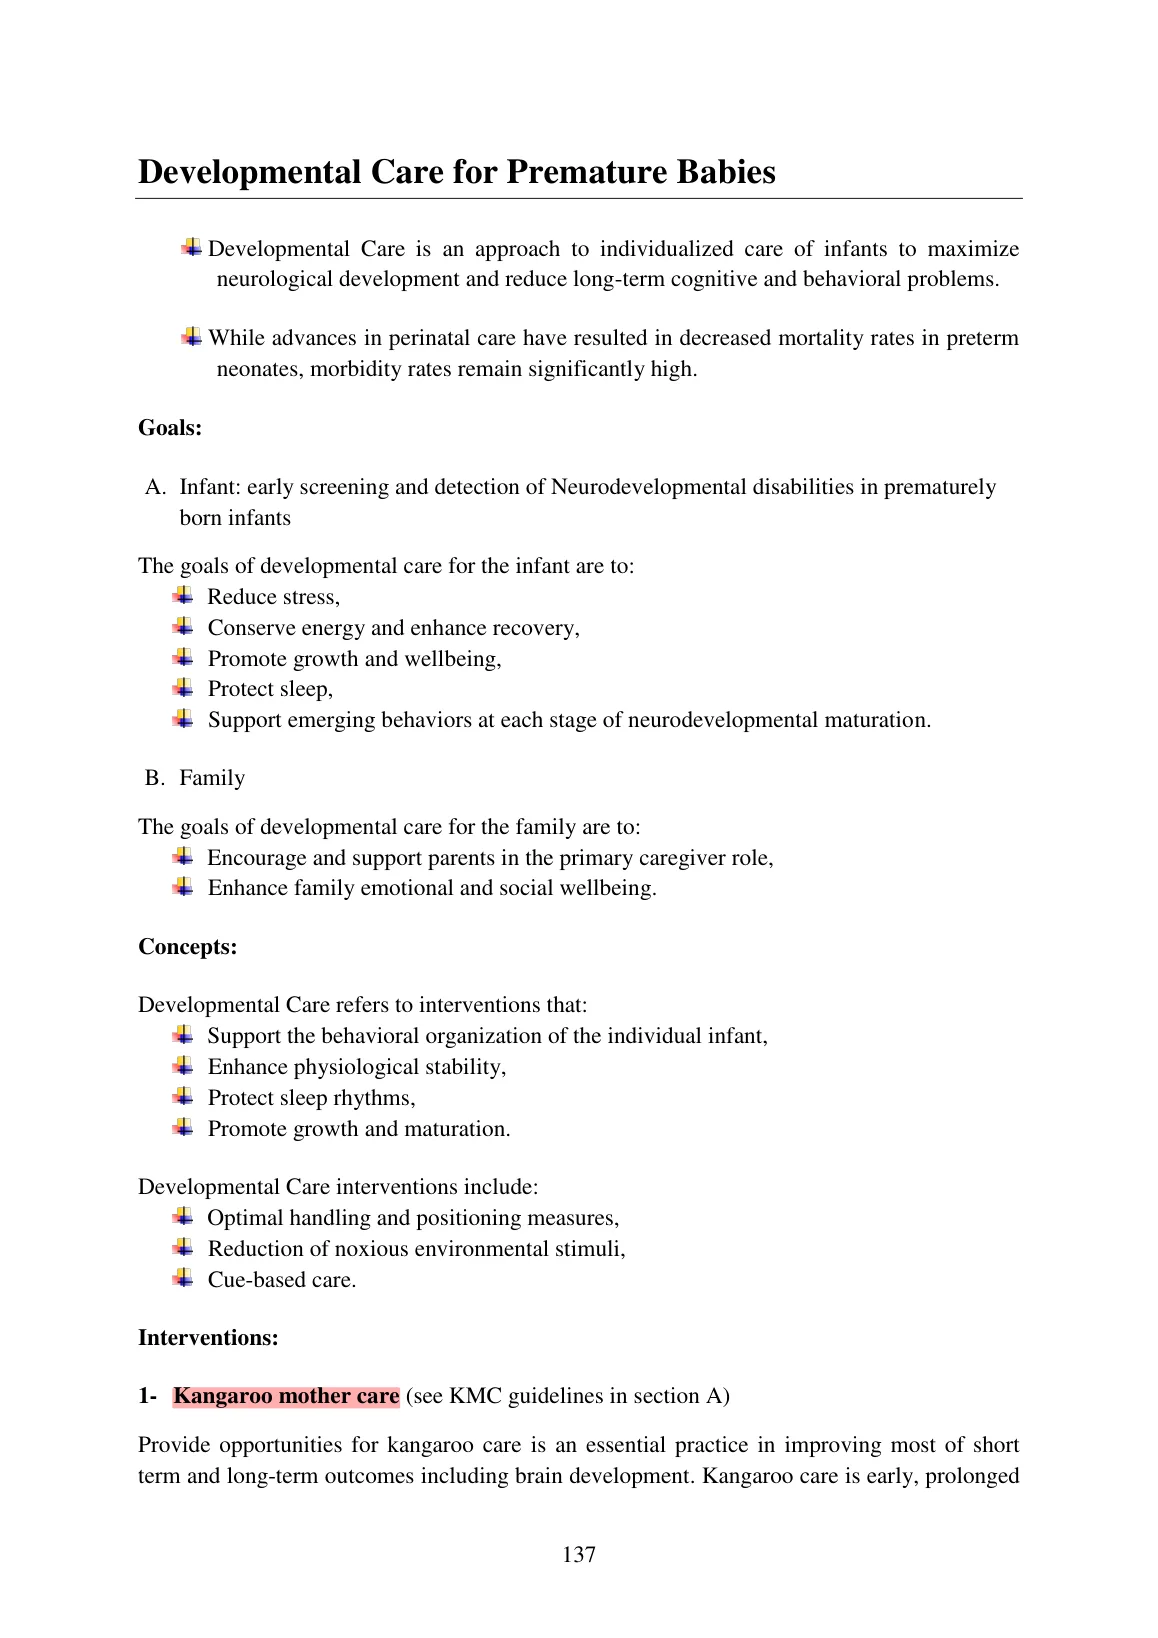 Developmental Care for Premature Babies
Developmental Care is an approach to individualized care of infants to maximize
neurological development and reduce long-term cognitive and behavioral problems.
While advances in perinatal care have resulted in decreased mortality rates in preterm
neonates, morbidity rates remain significantly high.
Goals:
A. Infant: early screening and detection of Neurodevelopmental disabilities in prematurely
born infants
The goals of developmental care for the infant are to:
Reduce stress,
Conserve energy and enhance recovery,
Promote growth and wellbeing,
Protect sleep,
Support emerging behaviors at each stage of neurodevelopmental maturation.
B. Family
The goals of developmental care for the family are to:
Encourage and support parents in the primary caregiver role,
Enhance family emotional and social wellbeing.
Concepts:
Developmental Care refers to interventions that:
Support the behavioral organization of the individual infant,
Enhance physiological stability,
Protect sleep rhythms,
Promote growth and maturation.
Developmental Care interventions include:
Optimal handling and positioning measures,
Reduction of noxious environmental stimuli,
Cue-based care.
Interventions:
1- Kangaroo mother care (see KMC guidelines in section A)
Provide opportunities for kangaroo care is an essential practice in improving most of short
term and long-term outcomes including brain development. Kangaroo care is early, prolonged
137